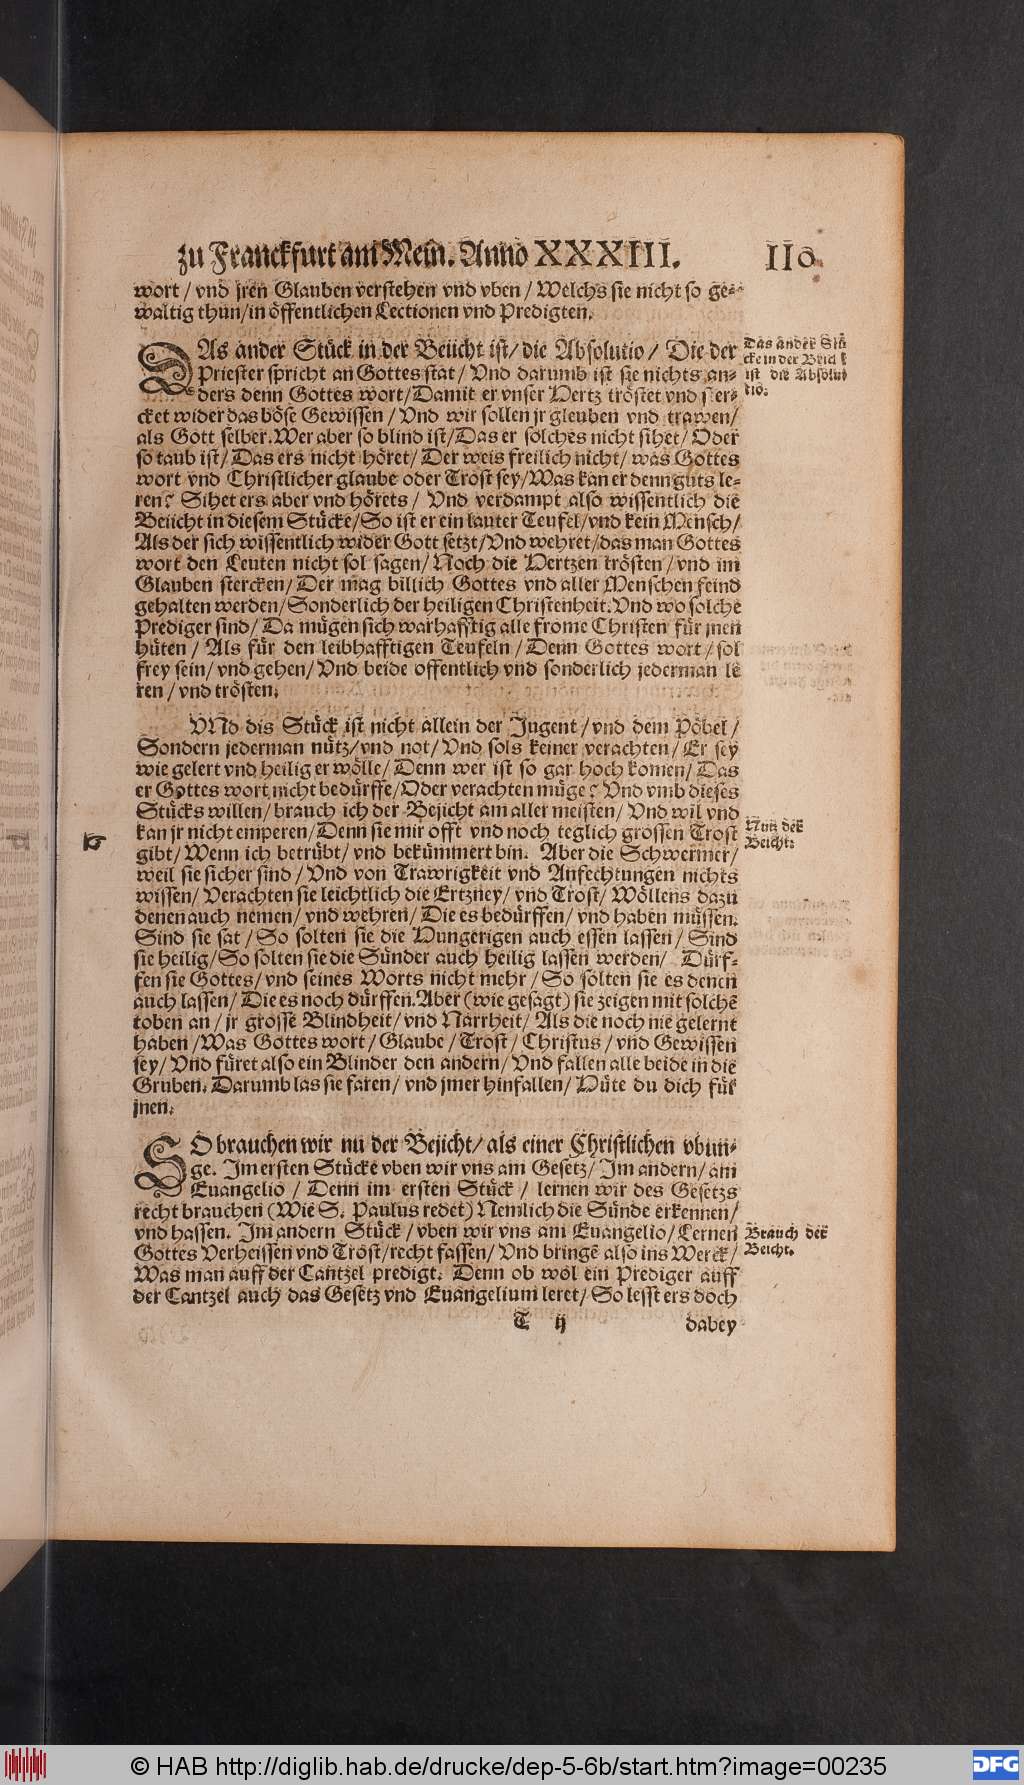 zu Franckfurt am Mein. Anno XXXIII. 110
wort / vnd jren Glauben verstehen vnd vben / Welchs sie nicht so ge-
waltig thun / in öffentlichen Lectionen vnd Predigten.
DAs ander Stück in der Beiicht ist / die Absolutio / Die der
Priester spricht an Gottes stat / Vnd darumb ist sie nichts an-
ders denn Gottes wort / Damit er vnser Hertz tröstet vnd ster-
cket wider das böse Gewissen / Vnd wir sollen jr gleuben vnd trawen /
als Gott selber. Wer aber so blind ist / Das er solches nicht sihet / Oder
so taub ist / Das ers nicht höret / Der weis freilich nicht / was Gottes
wort vnd Christlicher glaube oder Trost sey / Was kan er denn guts le-
ren? Sihet ers aber vnd hörets / Vnd verdampt also wissentlich die
Beiicht in diesem Stücke / So ist er ein lauter Teufel / vnd kein Mensch /
Als der sich wissentlich wider Gott setzt / Vnd wehret / das man Gottes
wort den Leuten nicht sol sagen / Noch die Hertzen trösten / vnd im
Glauben stercken / Der mag billich Gottes vnd aller Menschen feind
gehalten werden / Sonderlich der heiligen Christenheit. Vnd wo solche
Prediger sind / Da mügen sich warhafftig alle frome Christen für jnen
hüten / Als für den leibhafftigen Teufeln / Denn Gottes wort / sol
frey sein / vnd gehen / Vnd beide offentlich vnd sonderlich jederman le
ren / vnd trösten.
Das ander Stü
cke in der Beicht
ist die Absolu
tio.
VNd dis Stück ist nicht allein der Jugent / vnd dem Pöbel /
Sondern jederman nütz / vnd not / Vnd sols keiner verachten / Er sey
wie gelert vnd heilig er wölle / Denn wer ist so gar hoch komen / Das
er Gottes wort nicht bedürffe / Oder verachten müge? Vnd vmb dieses
Stücks willen / brauch ich der Bejicht am aller meisten / Vnd wil vnd
kan jr nicht emperen / Denn sie mir offt vnd noch teglich grossen Trost
gibt / Wenn ich betrübt / vnd bekümmert bin. Aber die Schwermer /
weil sie sicher sind / Vnd von Trawrigkeit vnd Anfechtungen nichts
wissen / Verachten sie leichtlich die Ertzney / vnd Trost / Wöllens dazu
denen auch nemen / vnd wehren / Die es bedürffen / vnd haben müssen.
Sind sie sat / So solten sie die Hungerigen auch essen lassen / Sind
sie heilig / So solten sie die Sünder auch heilig lassen werden / Dürf-
fen sie Gottes / vnd seines Worts nicht mehr / So solten sie es denen
auch lassen / Die es noch dürffen. Aber (wie gesagt) sie zeigen mit solchē
toben an / jr grosse Blindheit / vnd Narrheit / Als die noch nie gelernt
haben / Was Gottes wort / Glaube / Trost / Christus / vnd Gewissen
sey / Vnd füret also ein Blinder den andern / Vnd fallen alle beide in die
Gruben. Darumb las sie faren / vnd jmer hinfallen / Hüte du dich für
jnen.
Nutz der
Beicht.
SO brauchen wir nu der Bejicht / als einer Christlichen vbun-
ge. Im ersten Stücke vben wir vns am Gesetz / Im andern / am
Euangelio / Denn im ersten Stück / lernen wir des Gesetzs
recht brauchen (Wie S. Paulus redet) Nemlich die Sünde erkennen /
vnd hassen. Im andern Stück / vben wir vns am Euangelio / Lernen
Gottes Verheissen vnd Trost / recht fassen / Vnd bringē also ins Werck /
Was man auff der Cantzel predigt. Denn ob wol ein Prediger auff
der Cantzel auch das Gesetz vnd Euangelium leret / So lesst ers doch
Brauch der
Beicht.
T ij dabey
© HAB http://diglib.hab.de/drucke/dep-5-6b/start.htm?image=00235
DFG